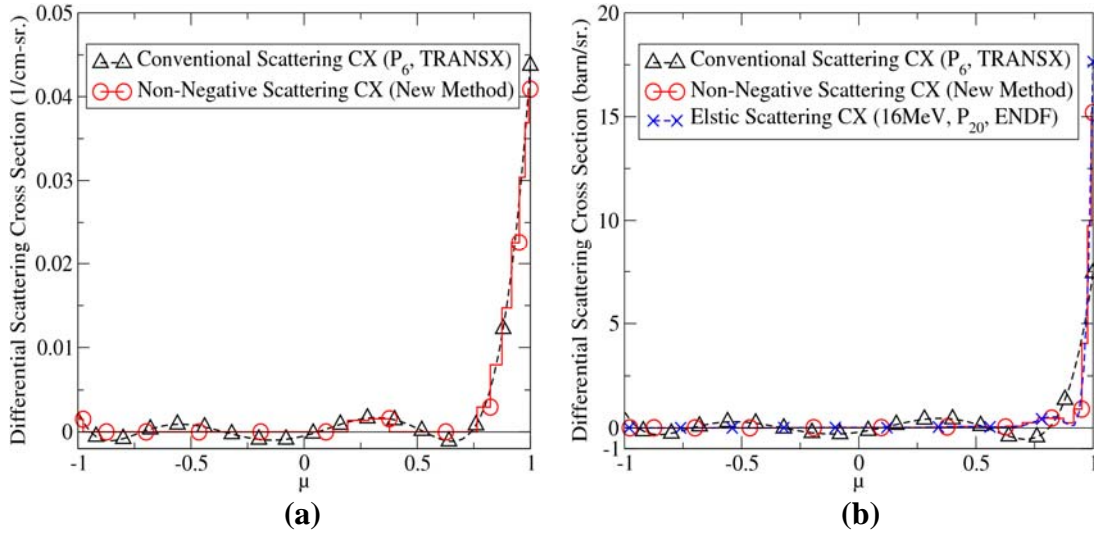 0.05
0.04
0.03
0.02
0.01
0
-1
-0.5
0
0.5
1
μ
Differential Scattering Cross Section (1/cm-sr.)
Conventional Scattering CX (P6, TRANSX)
Non-Negative Scattering CX (New Method)
(a)
20
15
10
5
0
-1
-1
-0.5
0
0.5
1
μ
Differential Scattering Cross Section (barn/sr.)
Conventional Scattering CX (P6, TRANSX)
Non-Negative Scattering CX (New Method)
Elstic Scattering CX (16MeV, P20, ENDF)
(b)